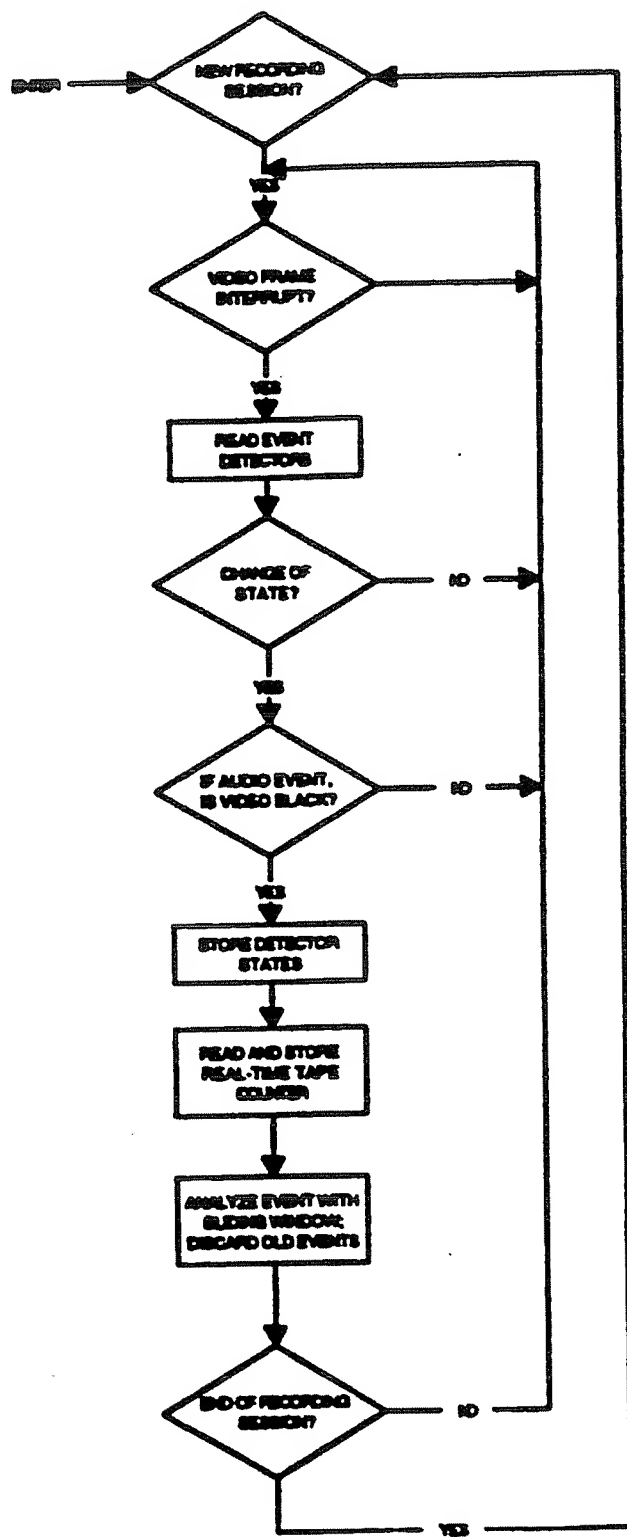 NEW RECORDING
SESSION?
ENTER
YES
VIDEO FRAME
INTERRUPT?
YES
READ EVENT
DETECTORS
CHANGE OF
STATE?
NO
YES
IF AUDIO EVENT,
IS VIDEO BLACK?
NO
YES
STORE DETECTOR
STATES
READ AND STORE
REAL-TIME TAPE
COUNTER
ANALYZE EVENT WITH
SLIDING WINDOW;
DISCARD OLD EVENTS
END OF RECORDING
SESSION?
NO
YES